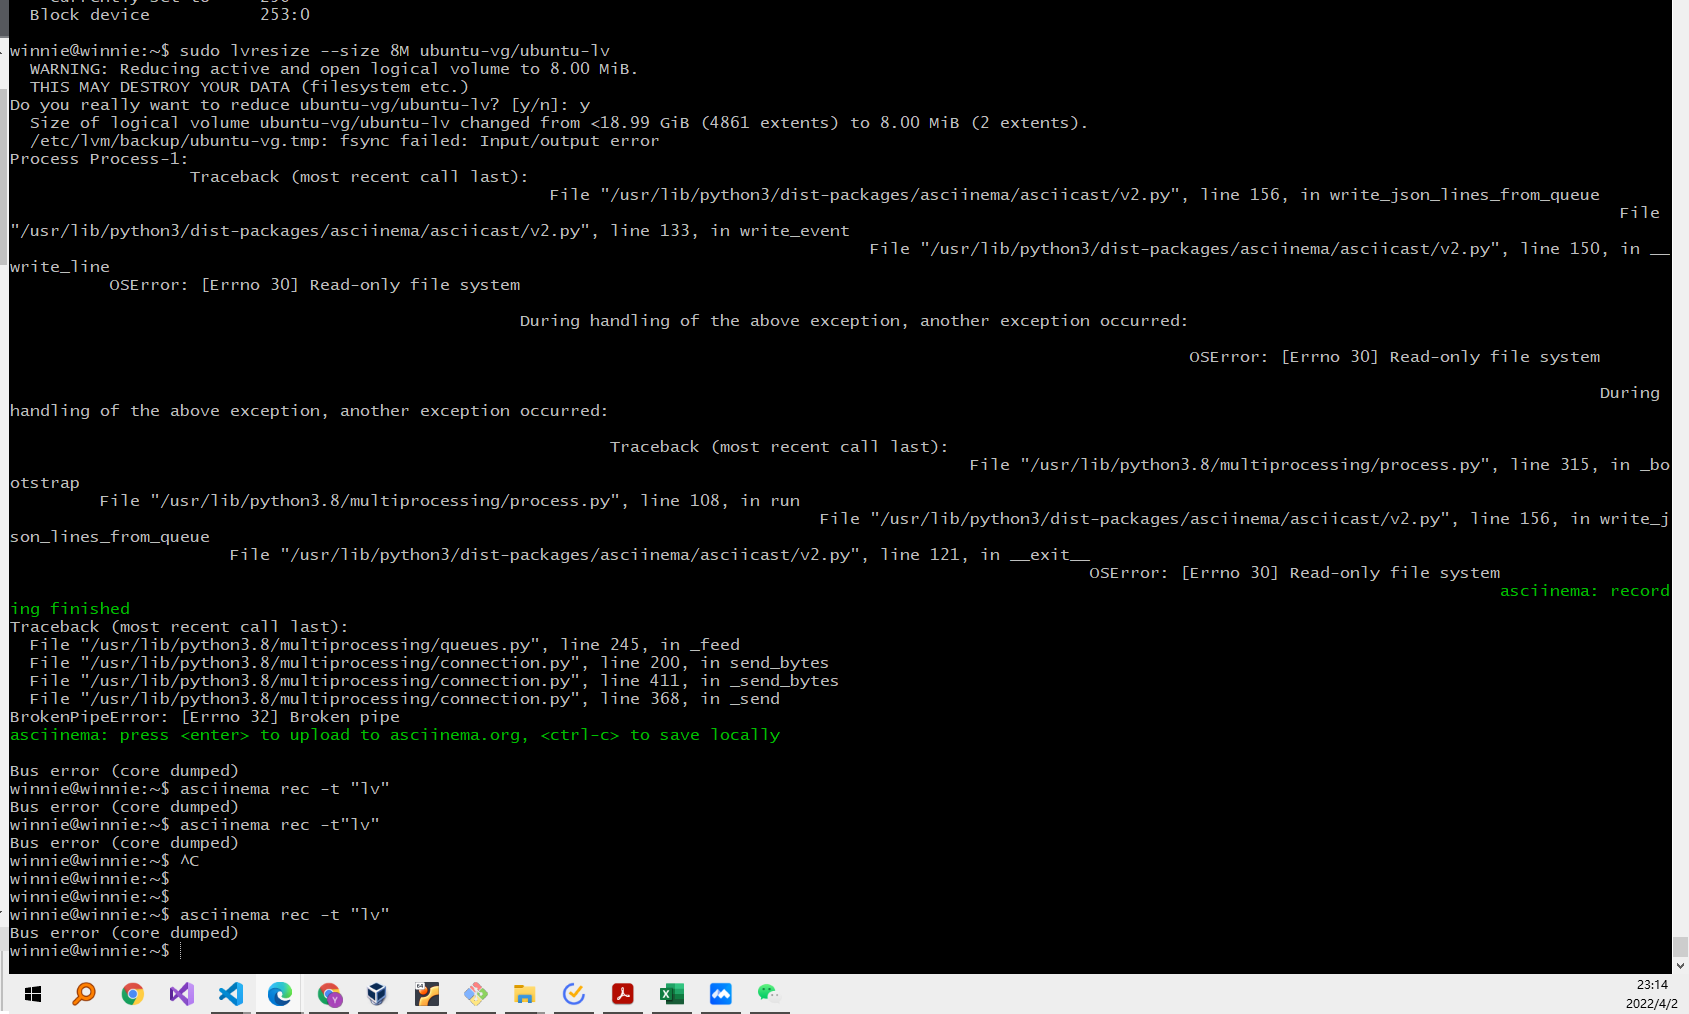 Block device 253:0
winnie@winnie:~$ sudo lvresize --size 8M ubuntu-vg/ubuntu-lv
WARNING: Reducing active and open logical volume to 8.00 MiB.
THIS MAY DESTROY YOUR DATA (filesystem etc.)
Do you really want to reduce ubuntu-vg/ubuntu-lv? [y/n]: y
Size of logical volume ubuntu-vg/ubuntu-lv changed from <18.99 GiB (4861 extents) to 8.00 MiB (2 extents).
/etc/lvm/backup/ubuntu-vg.tmp: fsync failed: Input/output error
Process Process-1:
Traceback (most recent call last):
File "/usr/lib/python3/dist-packages/asciinema/asciicast/v2.py", line 156, in write_json_lines_from_queue
File
"/usr/lib/python3/dist-packages/asciinema/asciicast/v2.py", line 133, in write_event
File "/usr/lib/python3/dist-packages/asciinema/asciicast/v2.py", line 150, in __
write_line
OSError: [Errno 30] Read-only file system
During handling of the above exception, another exception occurred:
OSError: [Errno 30] Read-only file system
During
handling of the above exception, another exception occurred:
Traceback (most recent call last):
File "/usr/lib/python3.8/multiprocessing/process.py", line 315, in _bo
otstrap
File "/usr/lib/python3.8/multiprocessing/process.py", line 108, in run
File "/usr/lib/python3/dist-packages/asciinema/asciicast/v2.py", line 156, in write_j
son_lines_from_queue
File "/usr/lib/python3/dist-packages/asciinema/asciicast/v2.py", line 121, in __exit__
OSError: [Errno 30] Read-only file system
asciinema: record
ing finished
Traceback (most recent call last):
File "/usr/lib/python3.8/multiprocessing/queues.py", line 245, in _feed
File "/usr/lib/python3.8/multiprocessing/connection.py", line 200, in send_bytes
File "/usr/lib/python3.8/multiprocessing/connection.py", line 411, in _send_bytes
File "/usr/lib/python3.8/multiprocessing/connection.py", line 368, in _send
BrokenPipeError: [Errno 32] Broken pipe
asciinema: press <enter> to upload to asciinema.org, <ctrl-c> to save locally
Bus error (core dumped)
winnie@winnie:~$ asciinema rec -t "lv"
Bus error (core dumped)
winnie@winnie:~$ asciinema rec -t"lv"
Bus error (core dumped)
winnie@winnie:~$ ^C
winnie@winnie:~$
winnie@winnie:~$
winnie@winnie:~$ asciinema rec -t "lv"
Bus error (core dumped)
winnie@winnie:~$
23:14
2022/4/2